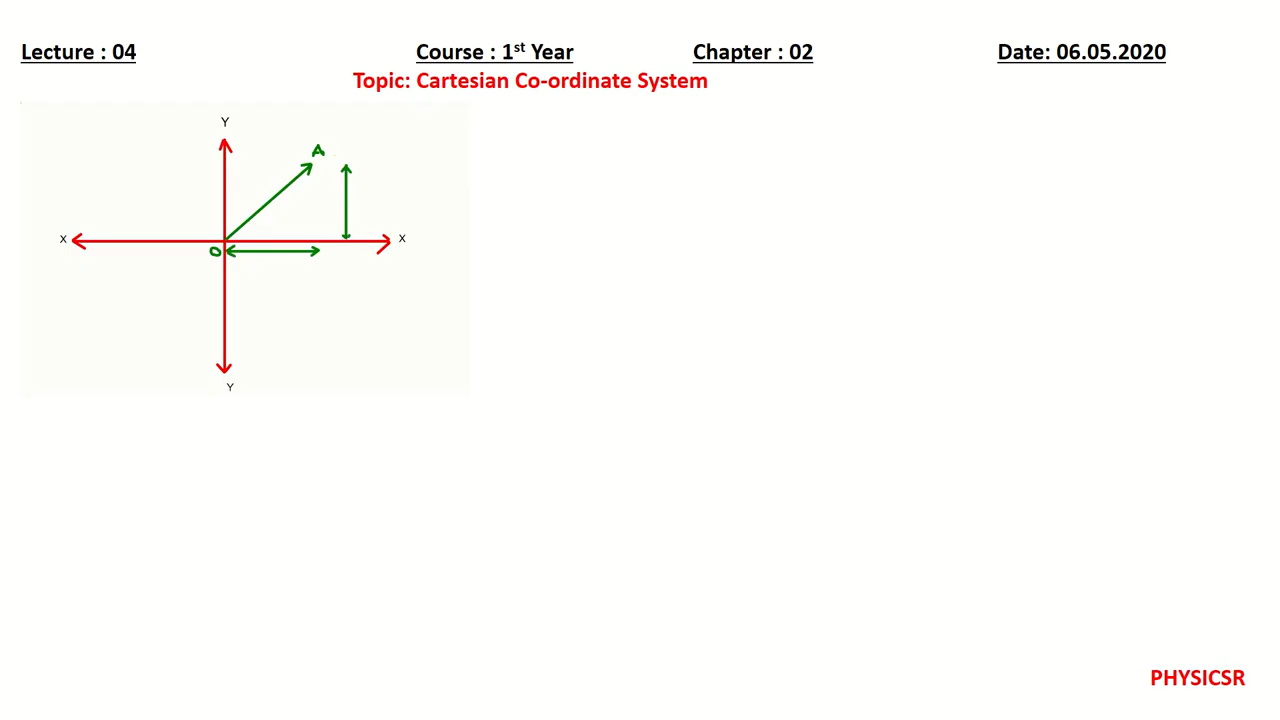 Lecture : 04 Course : 1st Year Chapter : 02 Date: 06.05.2020
Topic: Cartesian Co-ordinate System
Y
A
X X
O
Y
PHYSICSR